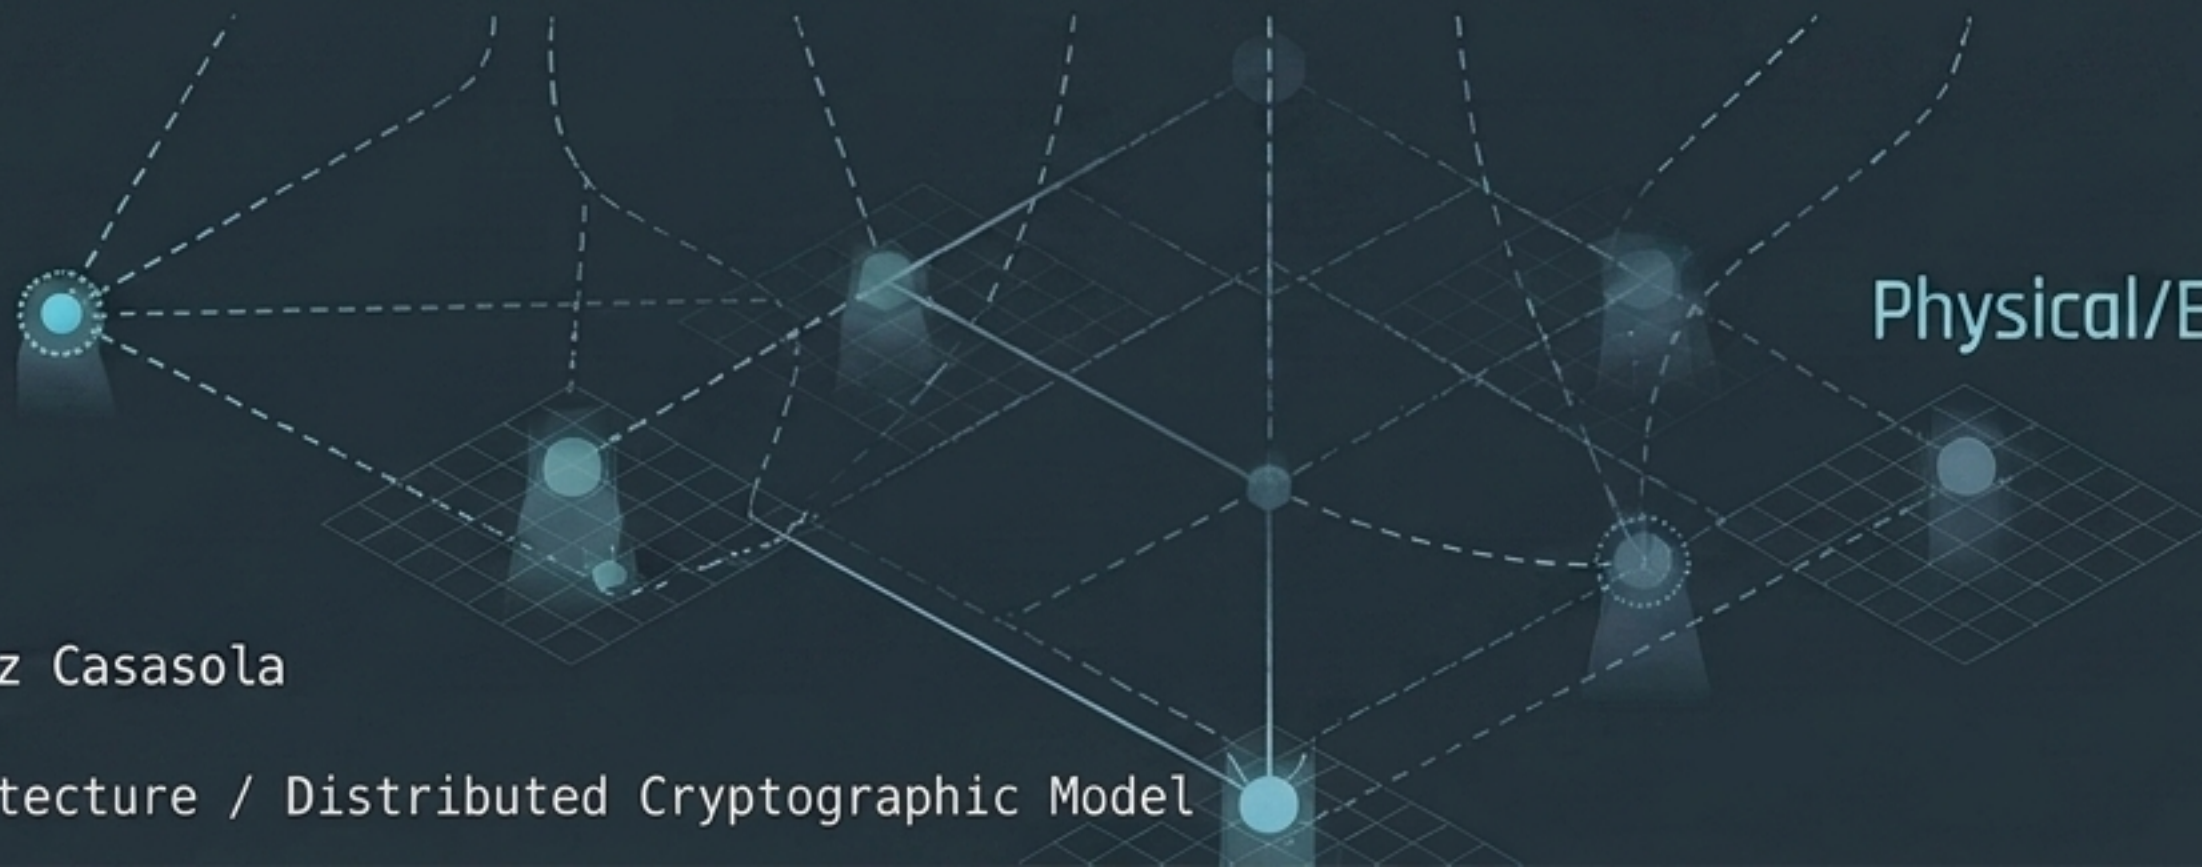 Physical/E
z Casasola
tecture / Distributed Cryptographic Model